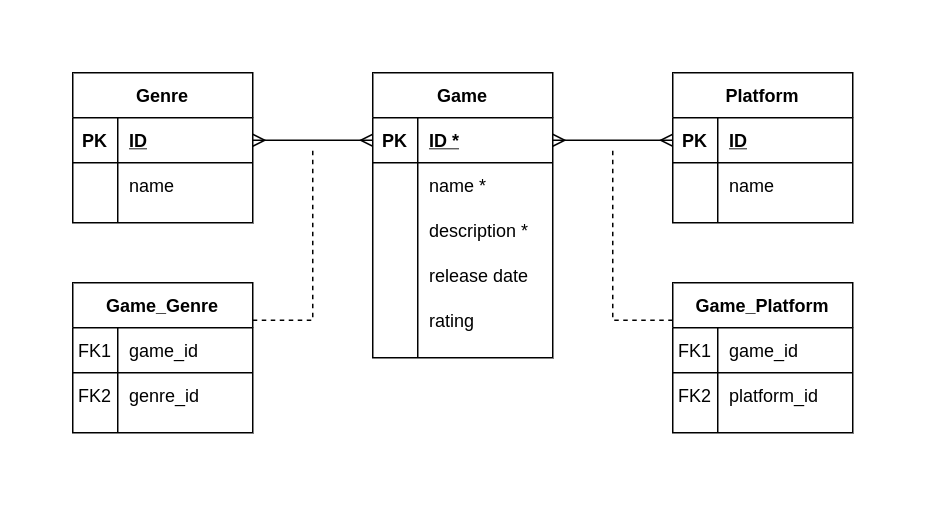 Genre
PK ID
name
Game
PK ID *
name *
description *
release date
rating
Platform
PK ID
name
Game_Genre
FK1 game_id
FK2 genre_id
Game_Platform
FK1 game_id
FK2 platform_id